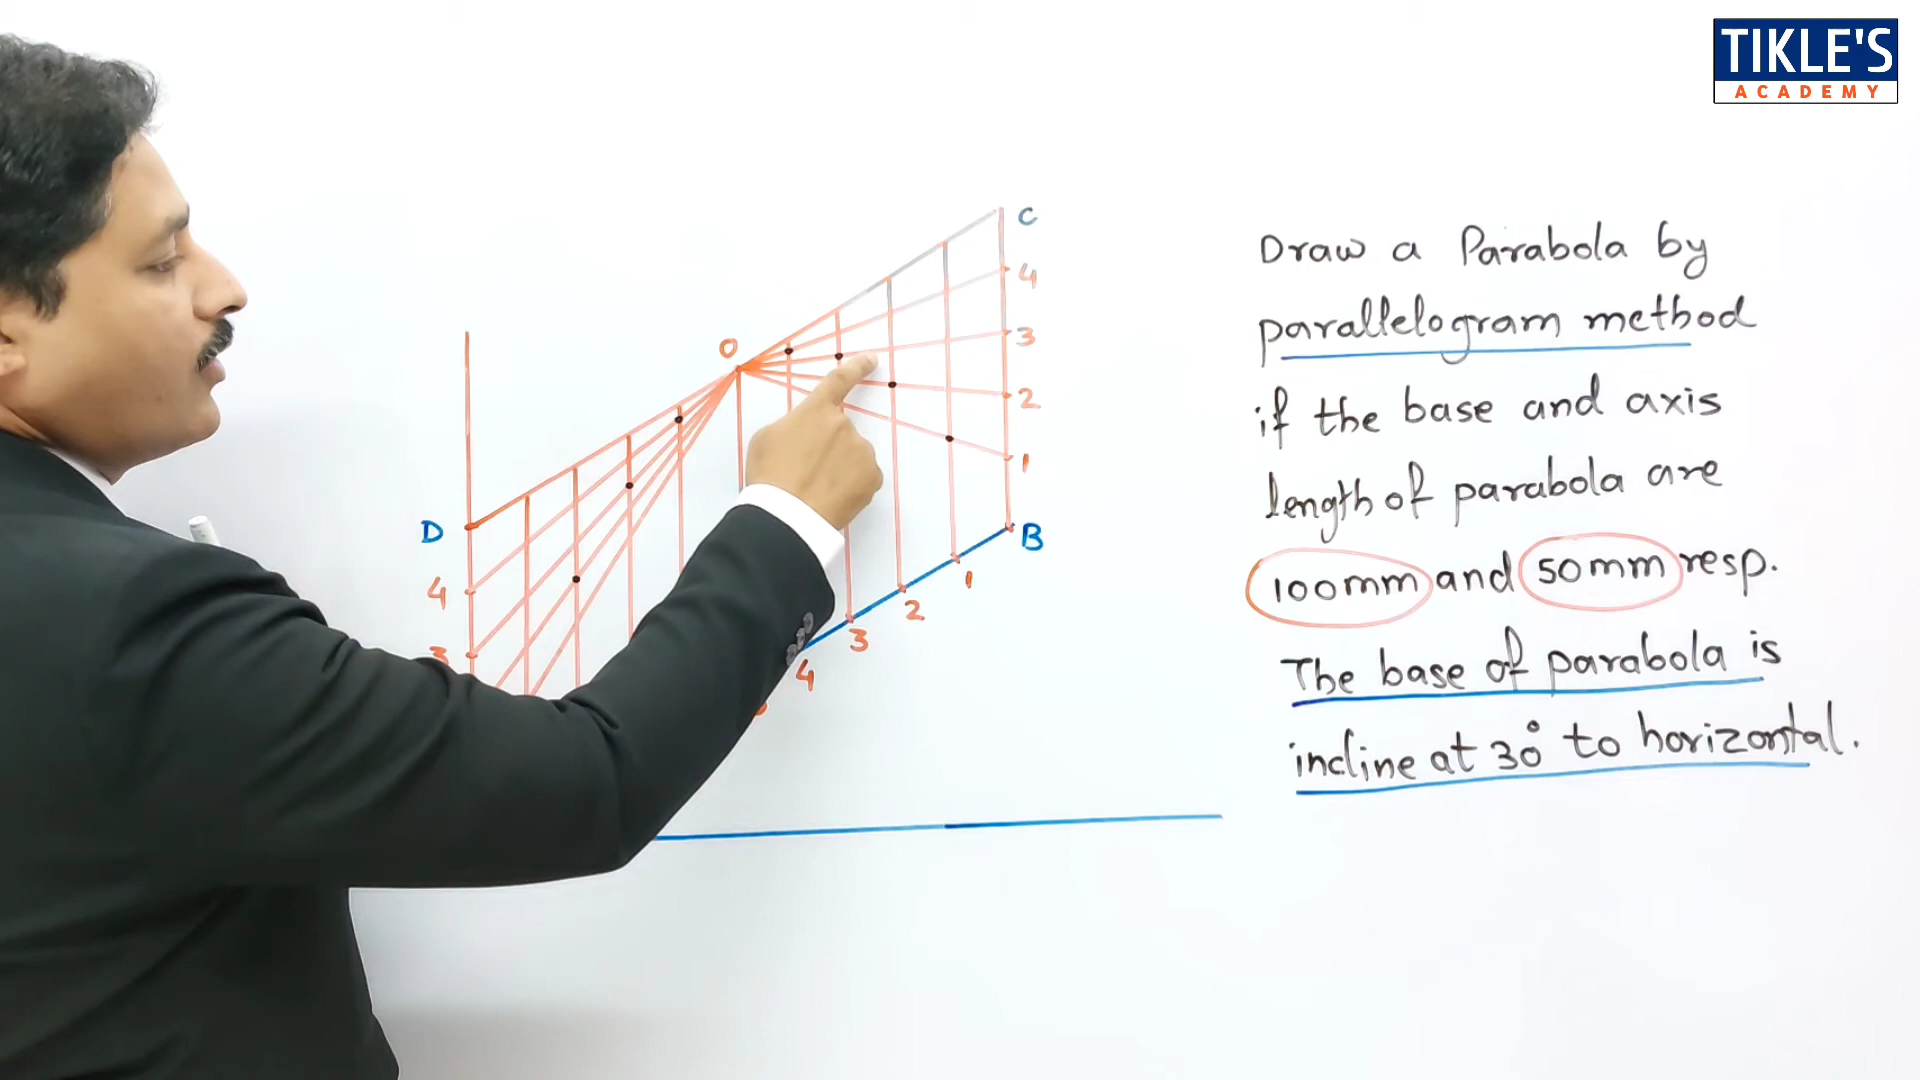 TIKLE'S
ACADEMY
Draw a Parabola by
parallelogram method
if the base and axis
length of parabola are
100mm and 50mm resp.
The base of parabola is
incline at 30° to horizontal.
C
4
3
2
1
B
O
D
4
3
1
2
3
4